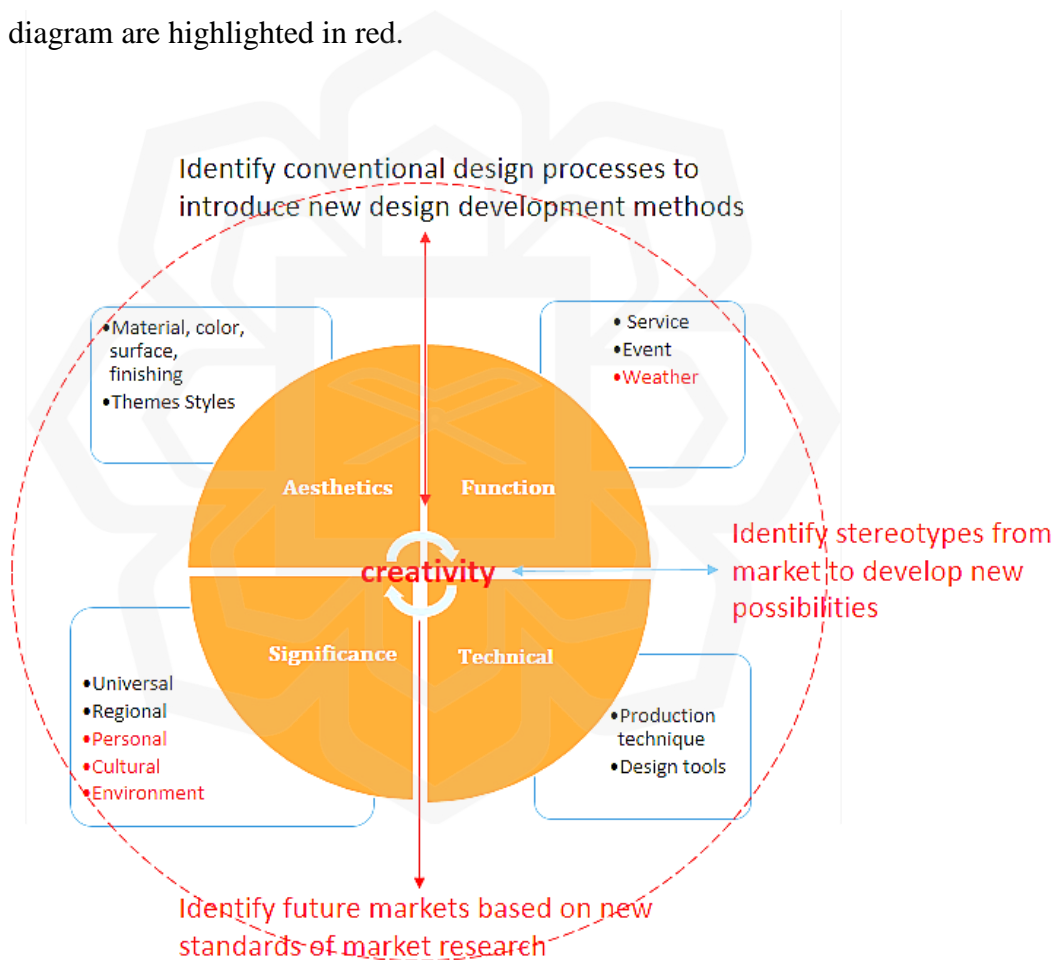 diagram are highlighted in red.
Identify conventional design processes to
introduce new design development methods
•Material, color,
surface,
finishing
•Themes Styles
• Service
•Event
•Weather
Aesthetics
Function
creativity
Identify stereotypes from
market to develop new
possibilities
Significance
Technical
•Universal
•Regional
•Personal
•Cultural
•Environment
•Production
technique
•Design tools
Identify future markets based on new
standards of market research